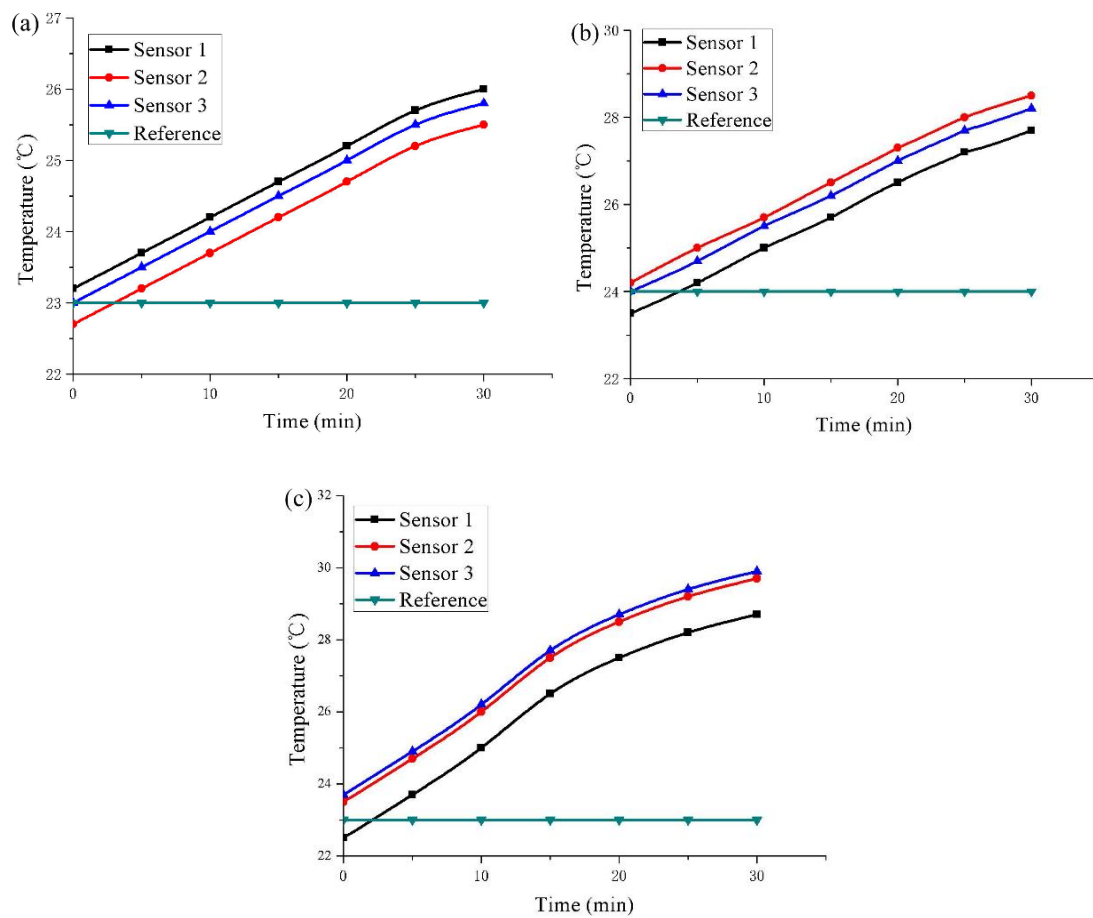 (a)
27
26
25
24
23
22
Temperature (℃)
Sensor 1
Sensor 2
Sensor 3
Reference
0 10 20 30
Time (min)
(b)
30
28
26
24
22
Temperature (℃)
Sensor 1
Sensor 2
Sensor 3
Reference
0 10 20 30
Time (min)
(c)
32
30
28
26
24
22
Temperature (℃)
Sensor 1
Sensor 2
Sensor 3
Reference
0 10 20 30
Time (min)